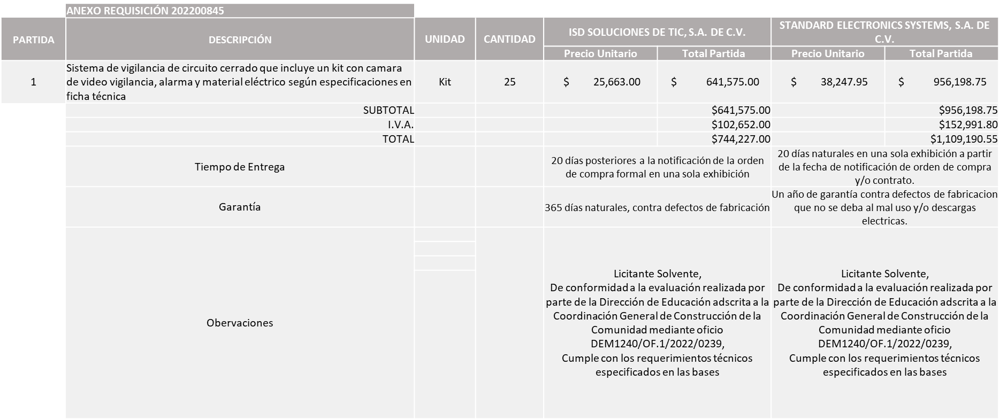 ANEXO REQUISICIÓN 202200845
PARTIDA
DESCRIPCIÓN
UNIDAD
CANTIDAD
ISD SOLUCIONES DE TIC, S.A. DE C.V.
STANDARD ELECTRONICS SYSTEMS, S.A. DE
C.V.
Precio Unitario
Total Partida
Precio Unitario
Total Partida
1
Sistema de vigilancia de circuito cerrado que incluye un kit con camara
de video vigilancia, alarma y material eléctrico según especificaciones en
ficha técnica
Kit
25
$ 25,663.00
$ 641,575.00
$ 38,247.95
$ 956,198.75
SUBTOTAL
$641,575.00
$956,198.75
I.V.A.
$102,652.00
$152,991.80
TOTAL
$744,227.00
$1,109,190.55
Tiempo de Entrega
20 días posteriores a la notificación de la orden
de compra formal en una sola exhibición
20 días naturales en una sola exhibición a partir
de la fecha de notificación de orden de compra
y/o contrato.
Garantía
365 días naturales, contra defectos de fabricación
Un año de garantía contra defectos de fabricacion
que no se deba al mal uso y/o descargas
electricas.
Obervaciones
Licitante Solvente,
De conformidad a la evaluación realizada por
parte de la Dirección de Educación adscrita a la
Coordinación General de Construcción de la
Comunidad mediante oficio
DEM1240/OF.1/2022/0239,
Cumple con los requerimientos técnicos
especificados en las bases
Licitante Solvente,
De conformidad a la evaluación realizada por
parte de la Dirección de Educación adscrita a la
Coordinación General de Construcción de la
Comunidad mediante oficio
DEM1240/OF.1/2022/0239,
Cumple con los requerimientos técnicos
especificados en las bases